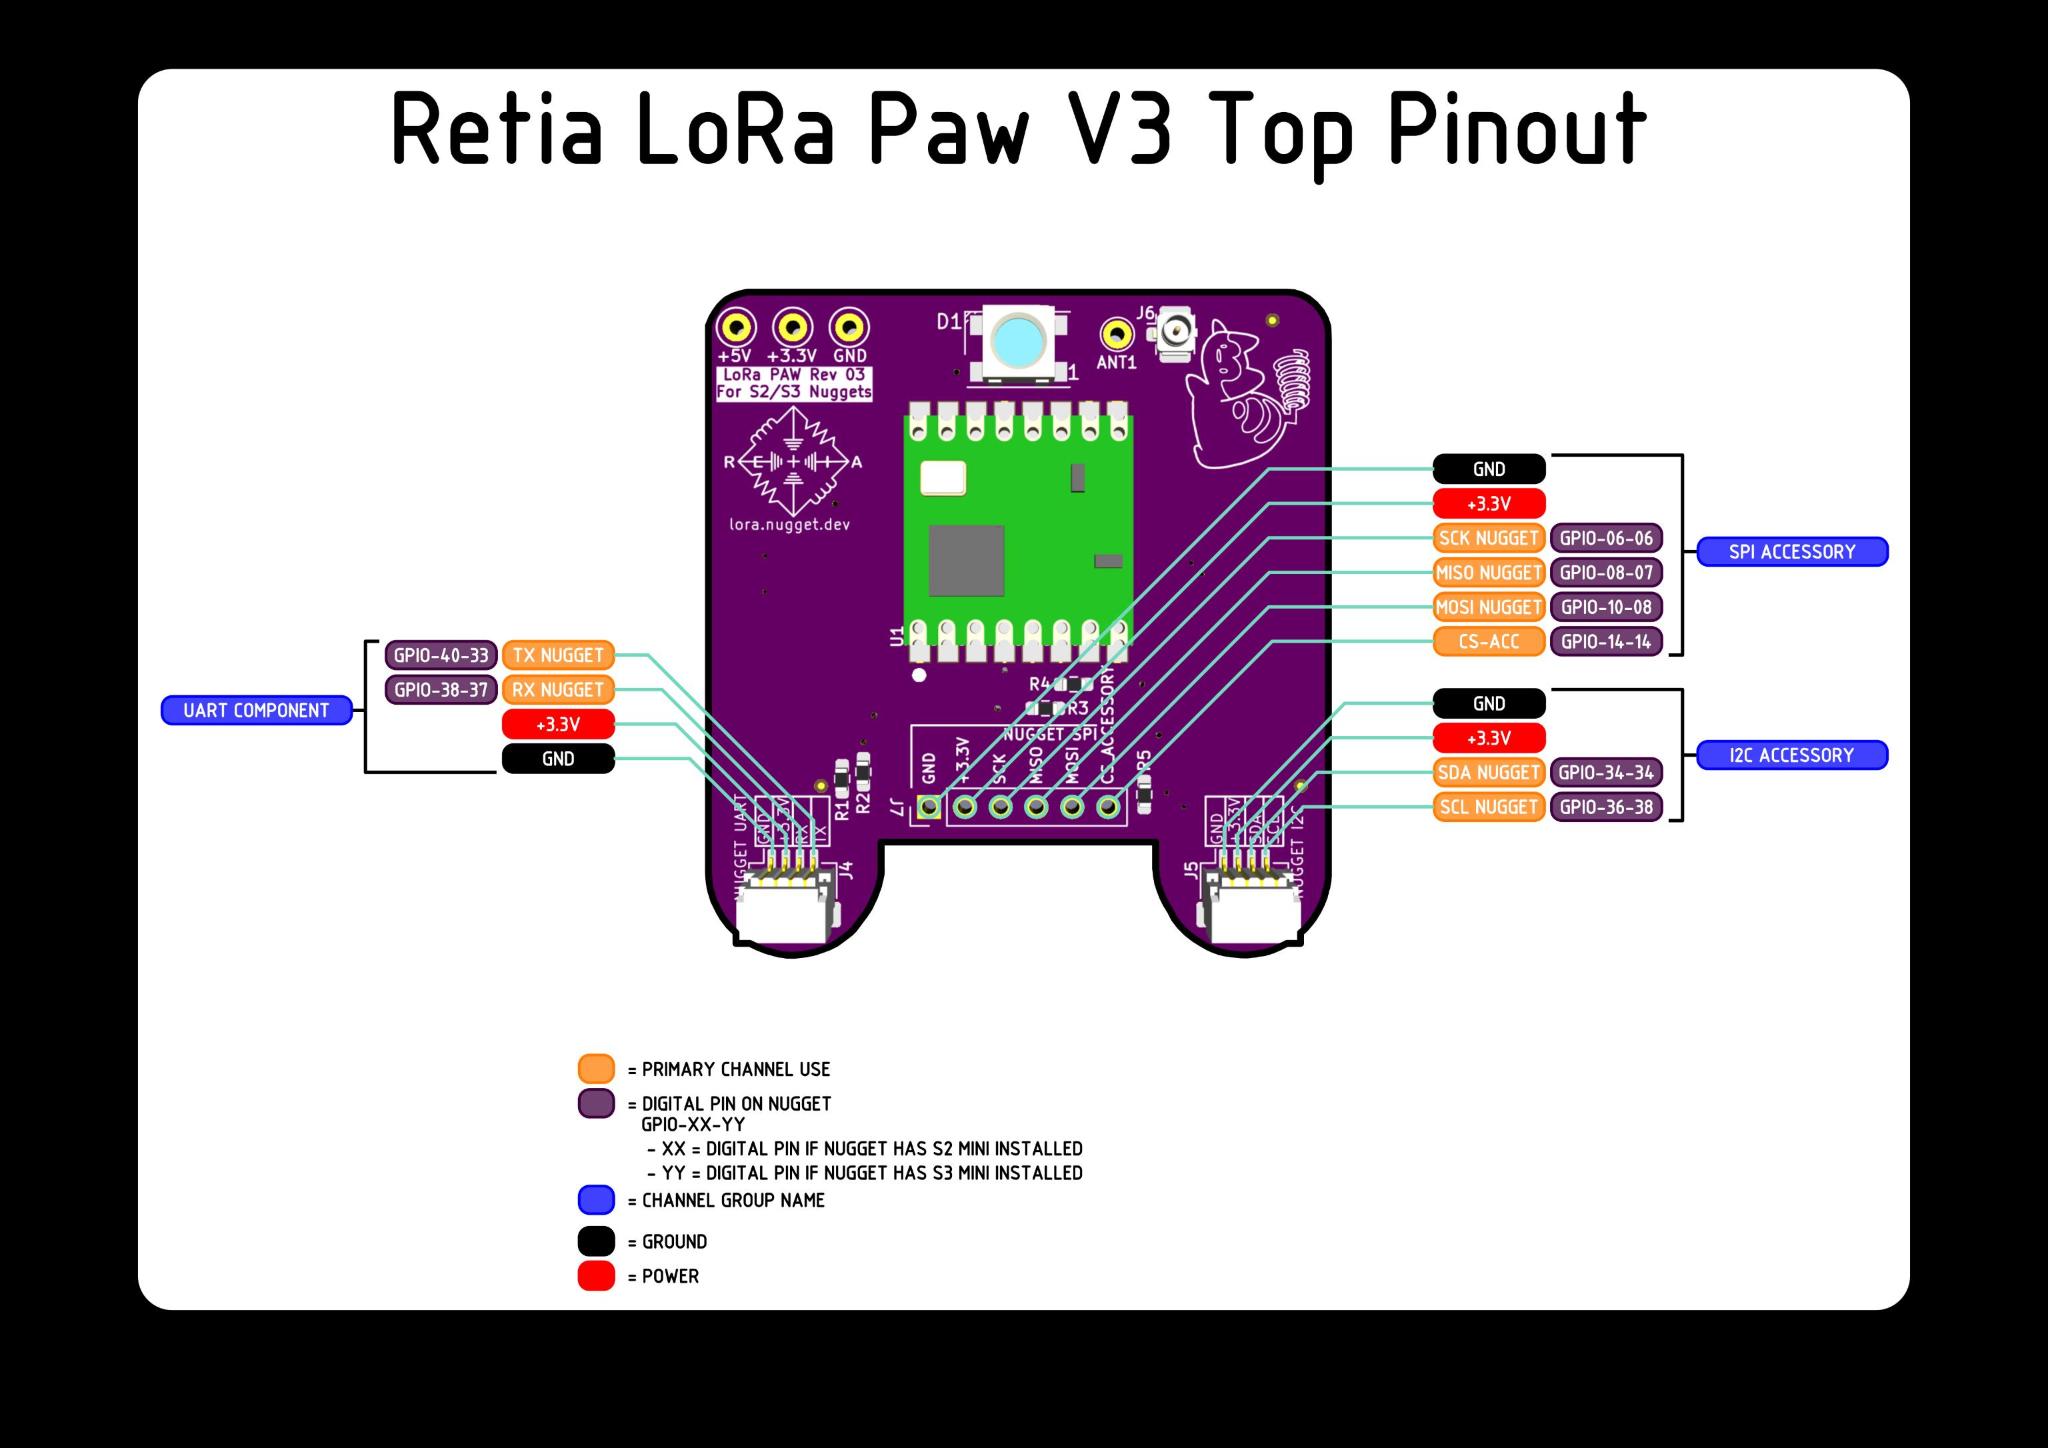 Retia LoRa Paw V3 Top Pinout
+5V +3.3V GND
D1
1
ANT1
J6
LoRa PAW Rev 03
For S2/S3 Nuggets
R E I A
lora.nugget.dev
U1
R4
R3
NUGGET SPI
GND
+3.3V
SCK
MISO
MOSI
CS_ACCESSORY
R1
R2
R5
J7
NUGGET UART
GND
+3.3V
RX
TX
J4
J5
GND
+3.3V
SDA
SCL
NUGGET I2C
UART COMPONENT
GPIO-40-33 TX NUGGET
GPIO-38-37 RX NUGGET
+3.3V
GND
GND
+3.3V
SCK NUGGET GPIO-06-06
MISO NUGGET GPIO-08-07
MOSI NUGGET GPIO-10-08
CS-ACC GPIO-14-14
SPI ACCESSORY
GND
+3.3V
SDA NUGGET GPIO-34-34
SCL NUGGET GPIO-36-38
I2C ACCESSORY
= PRIMARY CHANNEL USE
= DIGITAL PIN ON NUGGET
GPIO-XX-YY
- XX = DIGITAL PIN IF NUGGET HAS S2 MINI INSTALLED
- YY = DIGITAL PIN IF NUGGET HAS S3 MINI INSTALLED
= CHANNEL GROUP NAME
= GROUND
= POWER